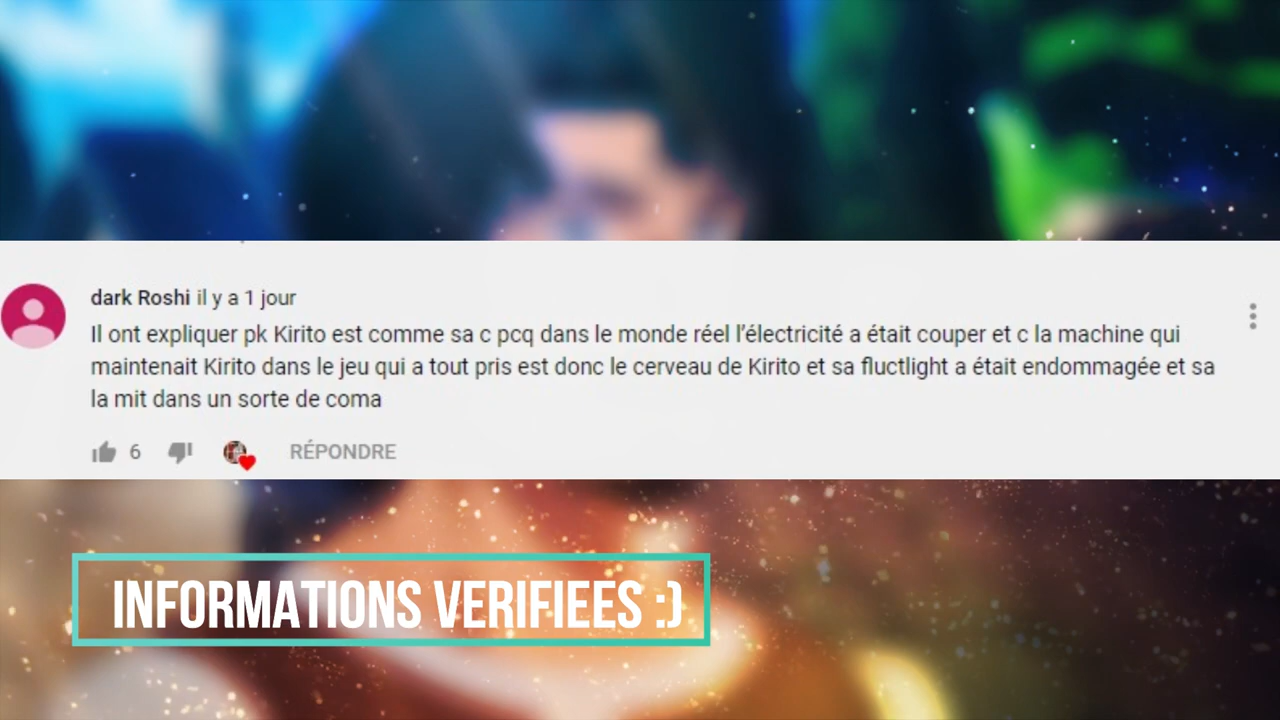 dark Roshi il y a 1 jour
Il ont expliquer pk Kirito est comme sa c pcq dans le monde réel l'électricité a était couper et c la machine qui
maintenait Kirito dans le jeu qui a tout pris est donc le cerveau de Kirito et sa fluctlight a était endommagée et sa
la mit dans un sorte de coma
6 RÉPONDRE
INFORMATIONS VERIFIEES :)